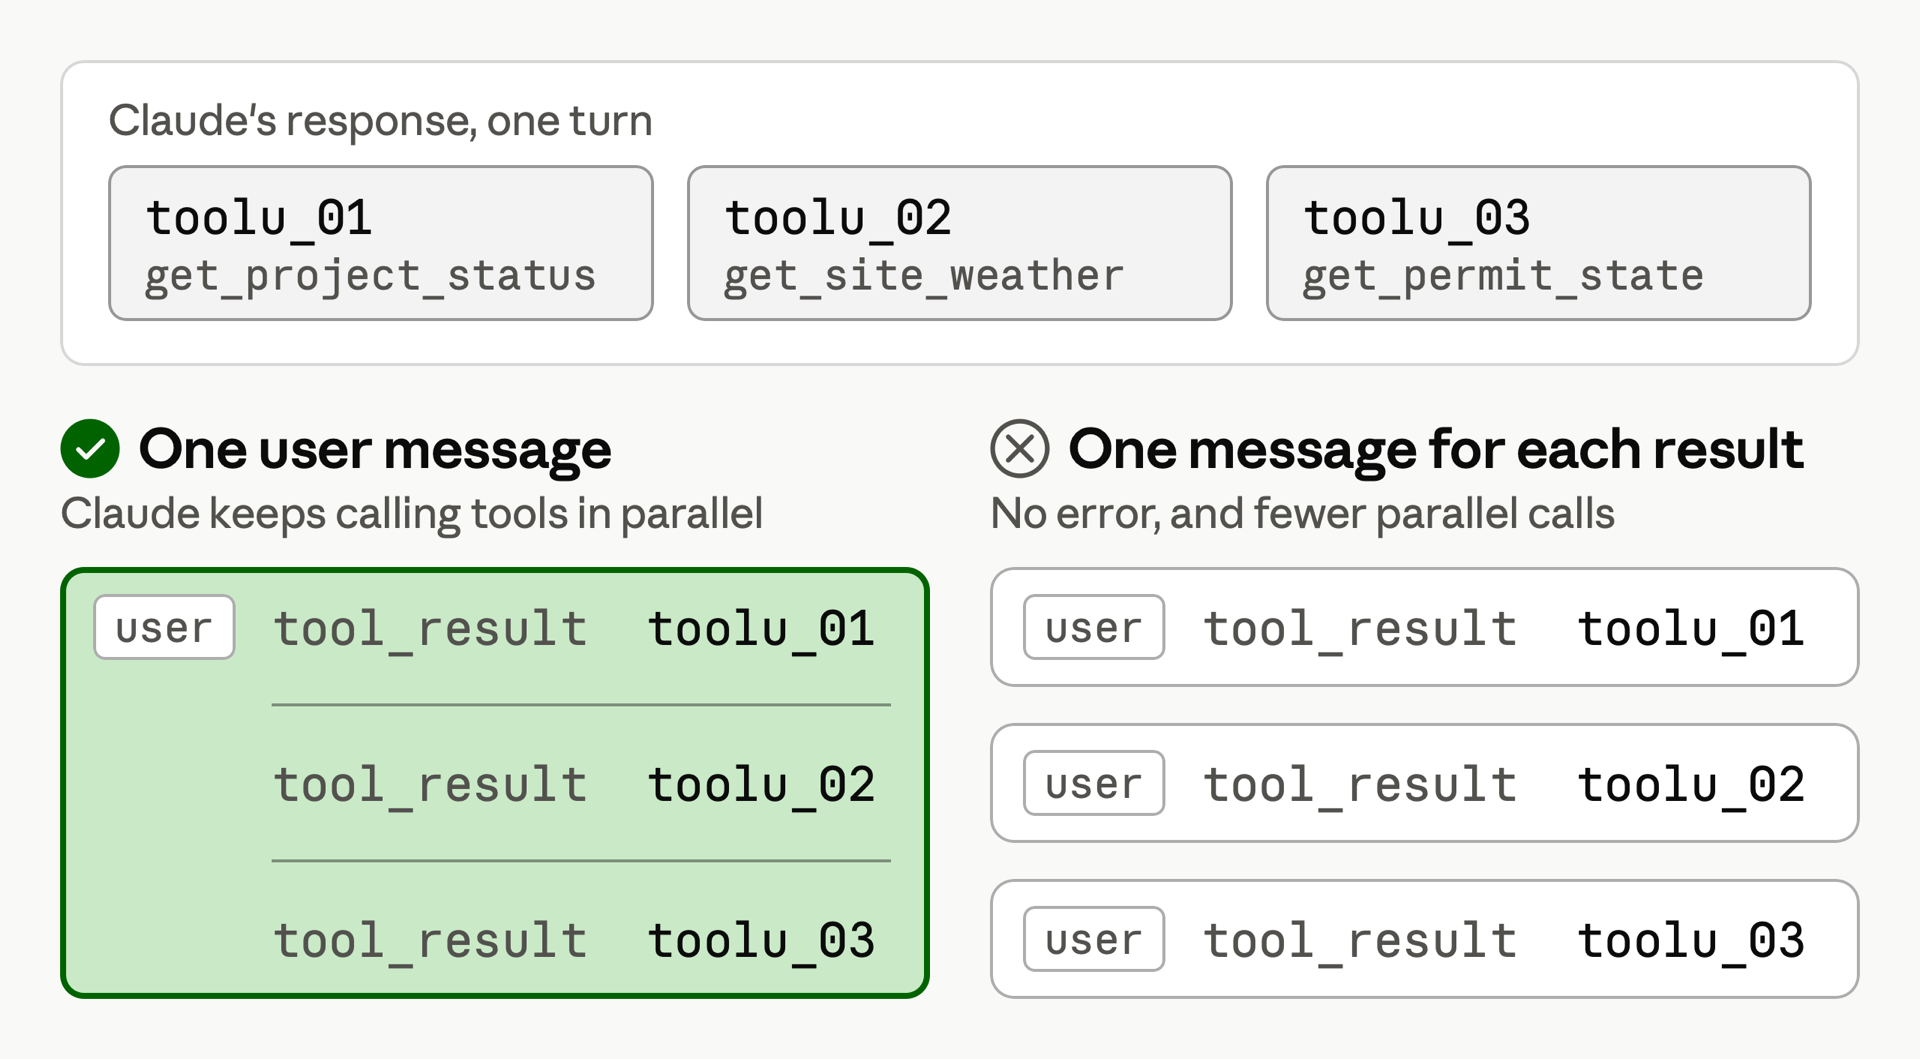 Claude's response, one turn
toolu_01
get_project_status
toolu_02
get_site_weather
toolu_03
get_permit_state
One user message
Claude keeps calling tools in parallel
user tool_result toolu_01
tool_result toolu_02
tool_result toolu_03
One message for each result
No error, and fewer parallel calls
user tool_result toolu_01
user tool_result toolu_02
user tool_result toolu_03